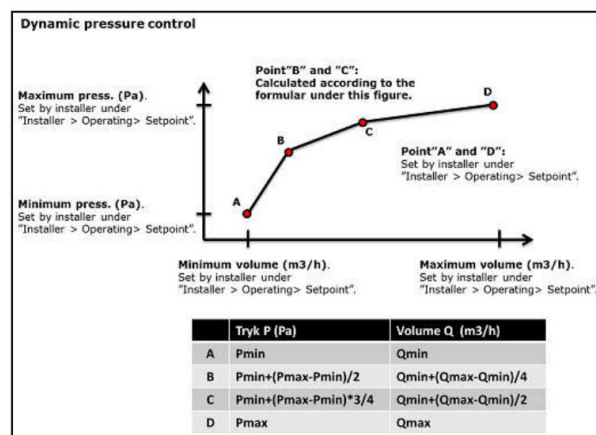 Dynamic pressure control
Point"B" and "C":
Calculated according to the
formular under this figure.
D
Maximum press. (Pa).
Set by installer under
"Installer > Operating> Setpoint".
B
C
Point"A" and "D":
Set by installer under
"Installer > Operating> Setpoint".
Minimum press. (Pa).
Set by installer under
"Installer > Operating> Setpoint".
A
Minimum volume (m3/h).
Set by installer under
"Installer > Operating> Setpoint".
Maximum volume (m3/h).
Set by installer under
"Installer > Operating> Setpoint".
Tryk P (Pa) Volume Q (m3/h)
A Pmin Qmin
B Pmin+(Pmax-Pmin)/2 Qmin+(Qmax-Qmin)/4
C Pmin+(Pmax-Pmin)*3/4 Qmin+(Qmax-Qmin)/2
D Pmax Qmax